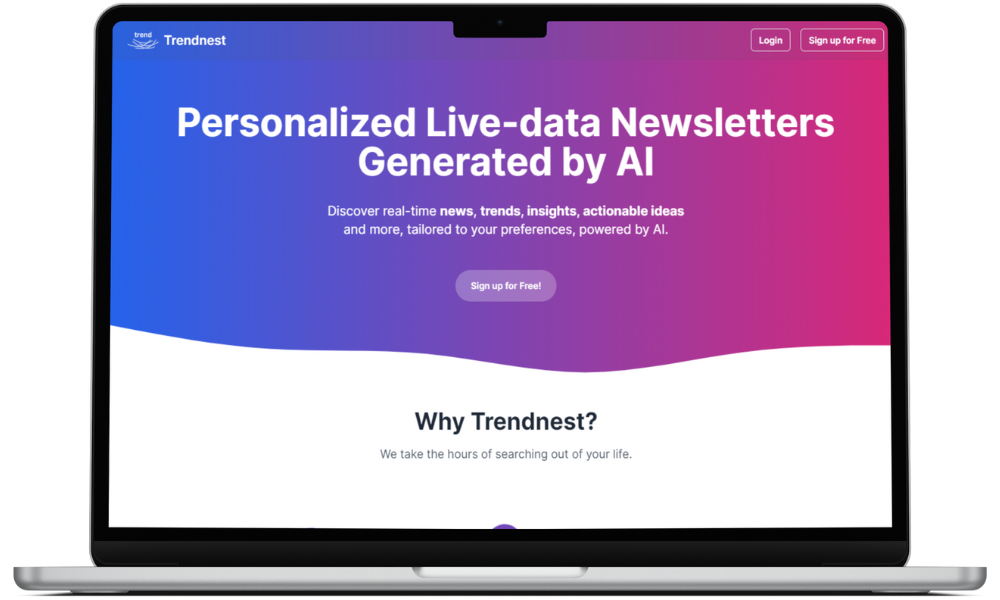 trend
Trendnest
Login
Sign up for Free
Personalized Live-data Newsletters
Generated by AI
Discover real-time news, trends, insights, actionable ideas
and more, tailored to your preferences, powered by AI.
Sign up for Free!
Why Trendnest?
We take the hours of searching out of your life.